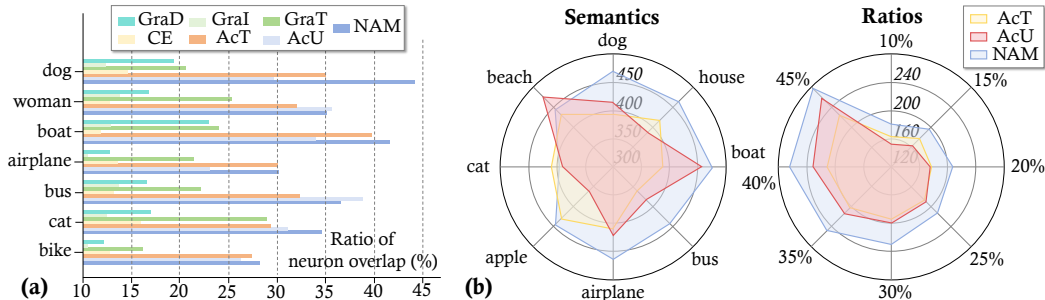 GraD GraI GraT NAM
CE AcT AcU
dog
woman
boat
airplane
bus
cat
bike
Ratio of
neuron overlap (%)
10 15 20 25 30 35 40 45
(a)
Semantics
dog
beach
house
cat
boat
apple
bus
airplane
450
400
350
300
(b)
Ratios
AcT
AcU
NAM
10%
45%
15%
40%
20%
35%
25%
30%
240
200
160
120